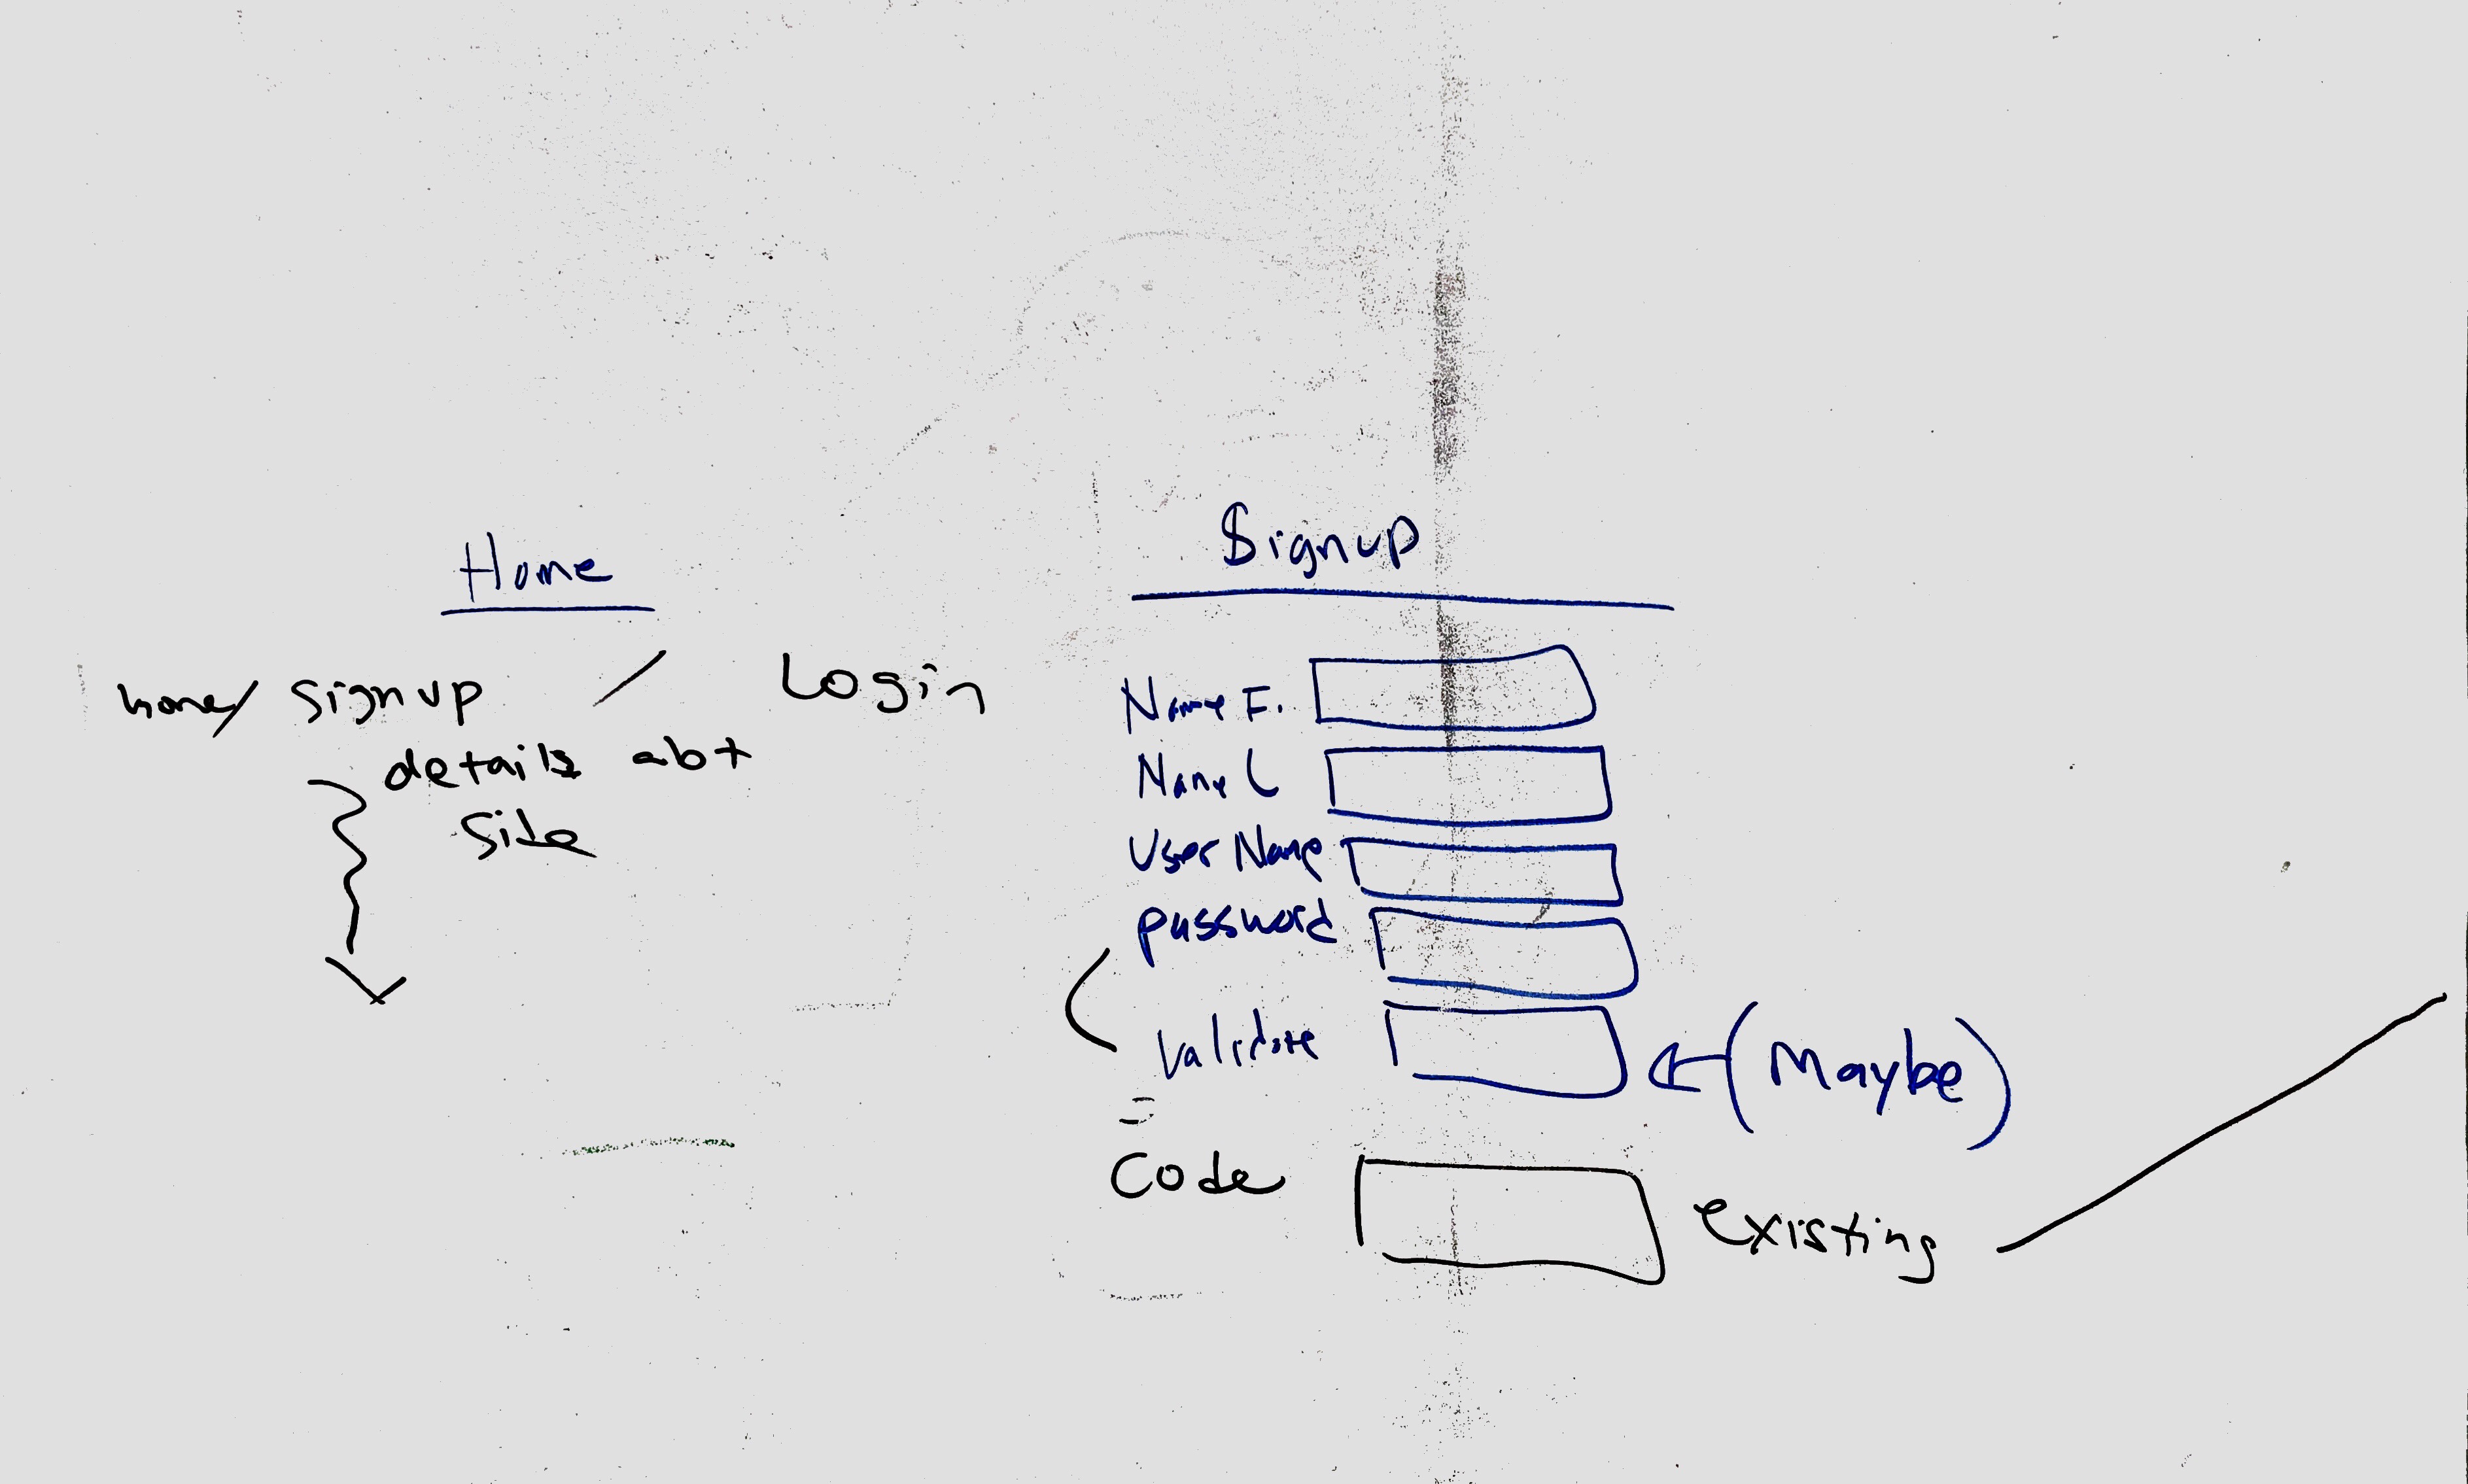 Home
home/ signup / Login
details abt
site
Signup
Name F.
Name L
User Name
password
Validate
(Maybe)
Code
existing